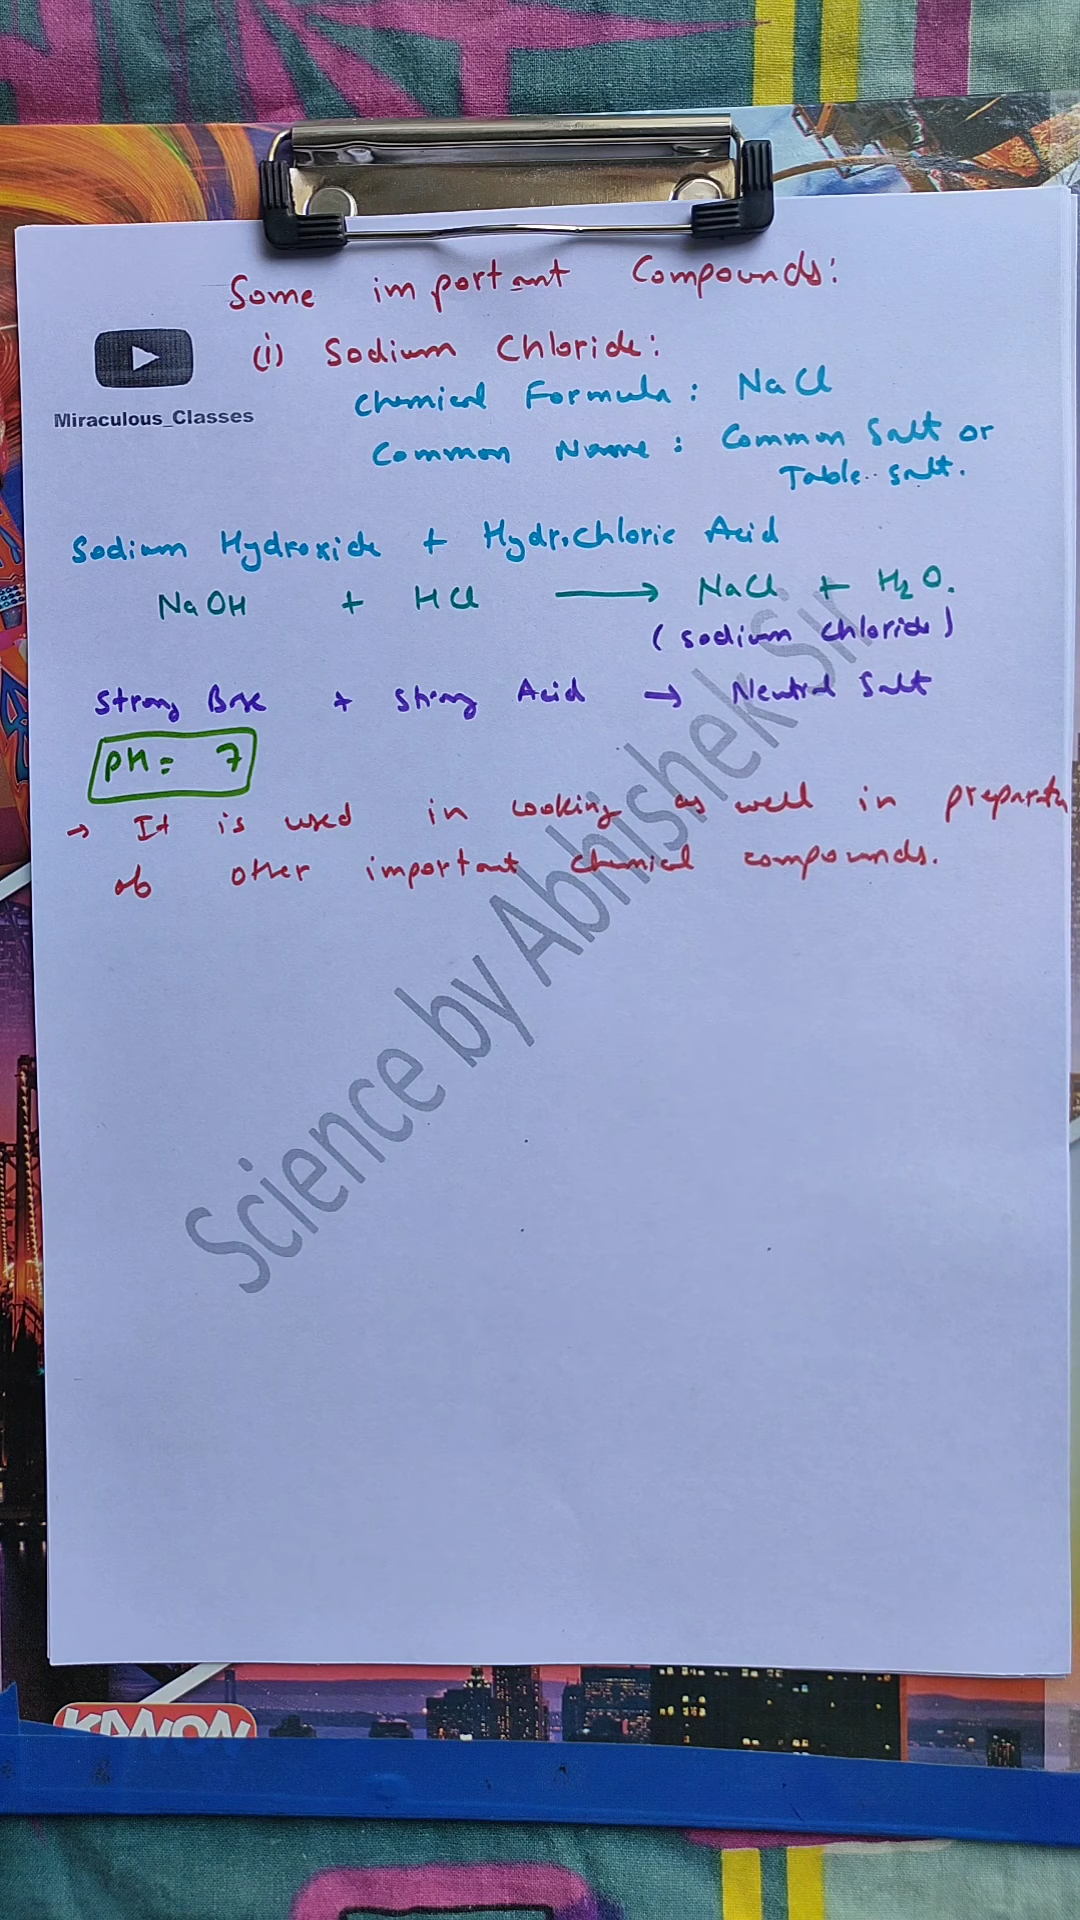 Some important Compounds:
(i) Sodium Chloride:
Miraculous_Classes
Chemical Formula: NaCl
Common Name: Common Salt or
Table salt.
Sodium Hydroxide + Hydrochloric Acid
NaOH + HCl → NaCl + H₂O.
(sodium chloride)
Strong Base + Strong Acid → Neutral Salt
pH = 7
→ It is used in cooking as well in preparation
of other important chemical compounds.
Science by Abhishek Sir